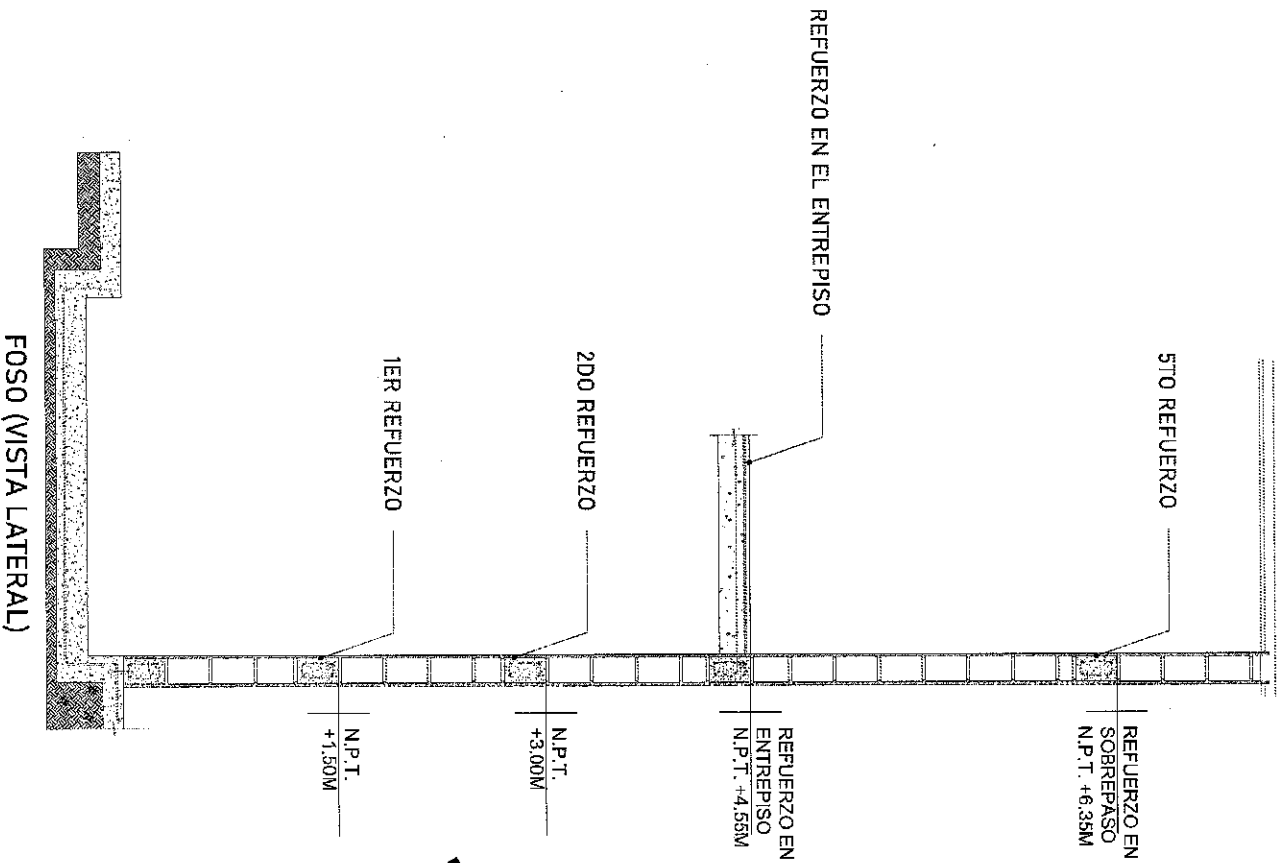 5TO REFUERZO
REFUERZO EN
SOBREPASO
N.P.T. +6.35M
REFUERZO EN EL ENTREPISO
REFUERZO EN
ENTREPISO
N.P.T. +4.55M
2DO REFUERZO
N.P.T.
+3.00M
1ER REFUERZO
N.P.T.
+1.50M
FOSO (VISTA LATERAL)